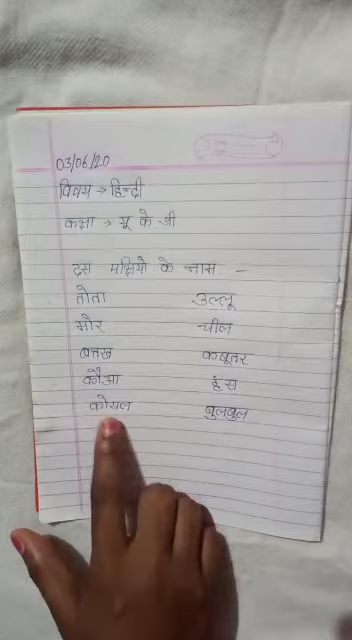 03/06/20
विषय → हिन्दी
कक्षा → यू के जी
दस पक्षियो के नाम —
तोता उल्लू
मोर चील
बत्तख कबूतर
कौआ हंस
कोयल बुलबुल